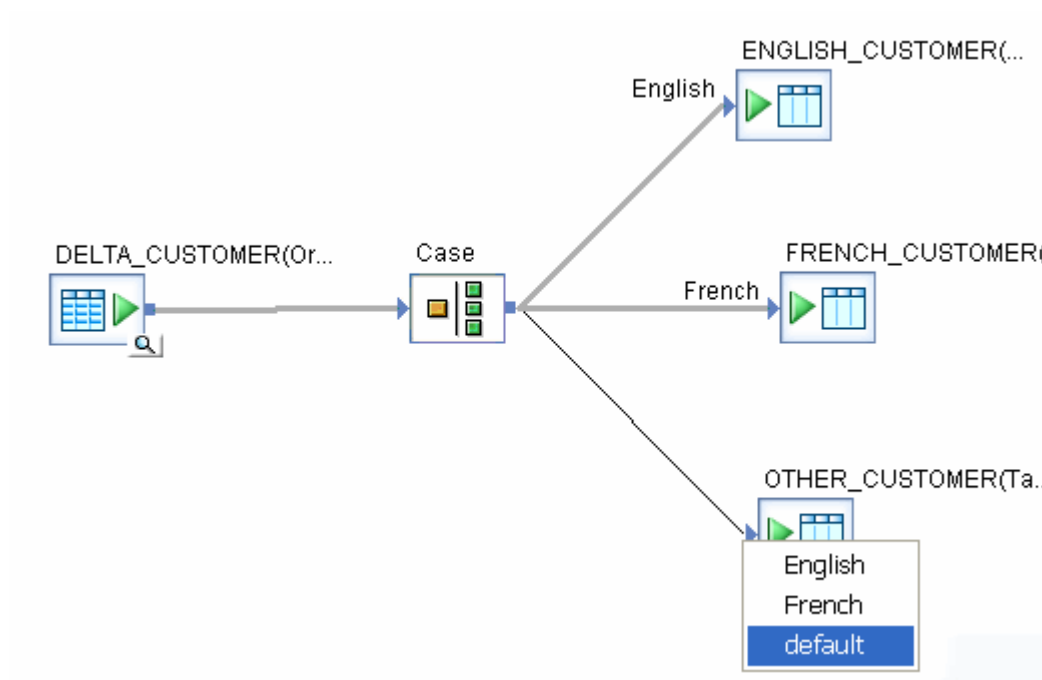 ENGLISH_CUSTOMER(...
English
DELTA_CUSTOMER(Or...
Case
FRENCH_CUSTOMER(
French
OTHER_CUSTOMER(Ta..
English
French
default